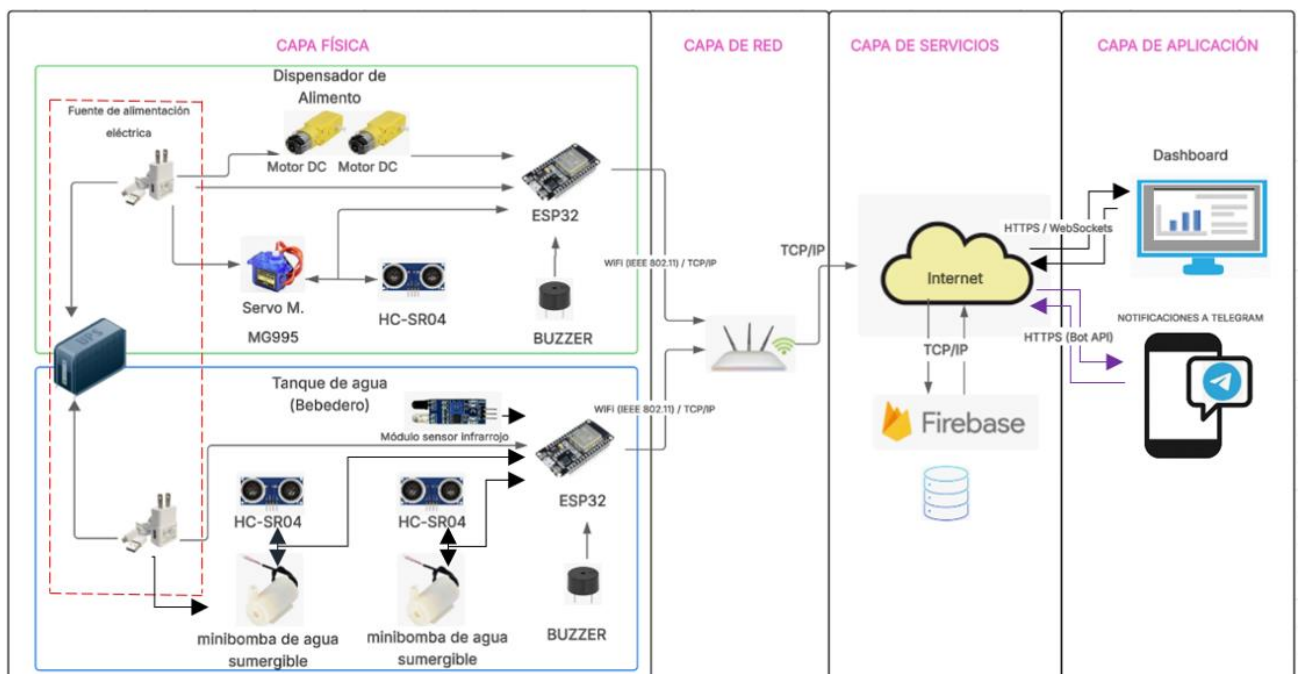 CAPA FÍSICA
CAPA DE RED
CAPA DE SERVICIOS
CAPA DE APLICACIÓN
Dispensador de
Alimento
Fuente de alimentación
eléctrica
Motor DC
Motor DC
ESP32
Servo M.
MG995
HC-SR04
BUZZER
UPS
WiFi (IEEE 802.11) / TCP/IP
TCP/IP
Internet
TCP/IP
Firebase
HTTPS / WebSockets
Dashboard
NOTIFICACIONES A TELEGRAM
HTTPS (Bot API)
Tanque de agua
(Bebedero)
Módulo sensor infrarrojo
WiFi (IEEE 802.11) / TCP/IP
ESP32
HC-SR04
HC-SR04
minibomba de agua
sumergible
minibomba de agua
sumergible
BUZZER